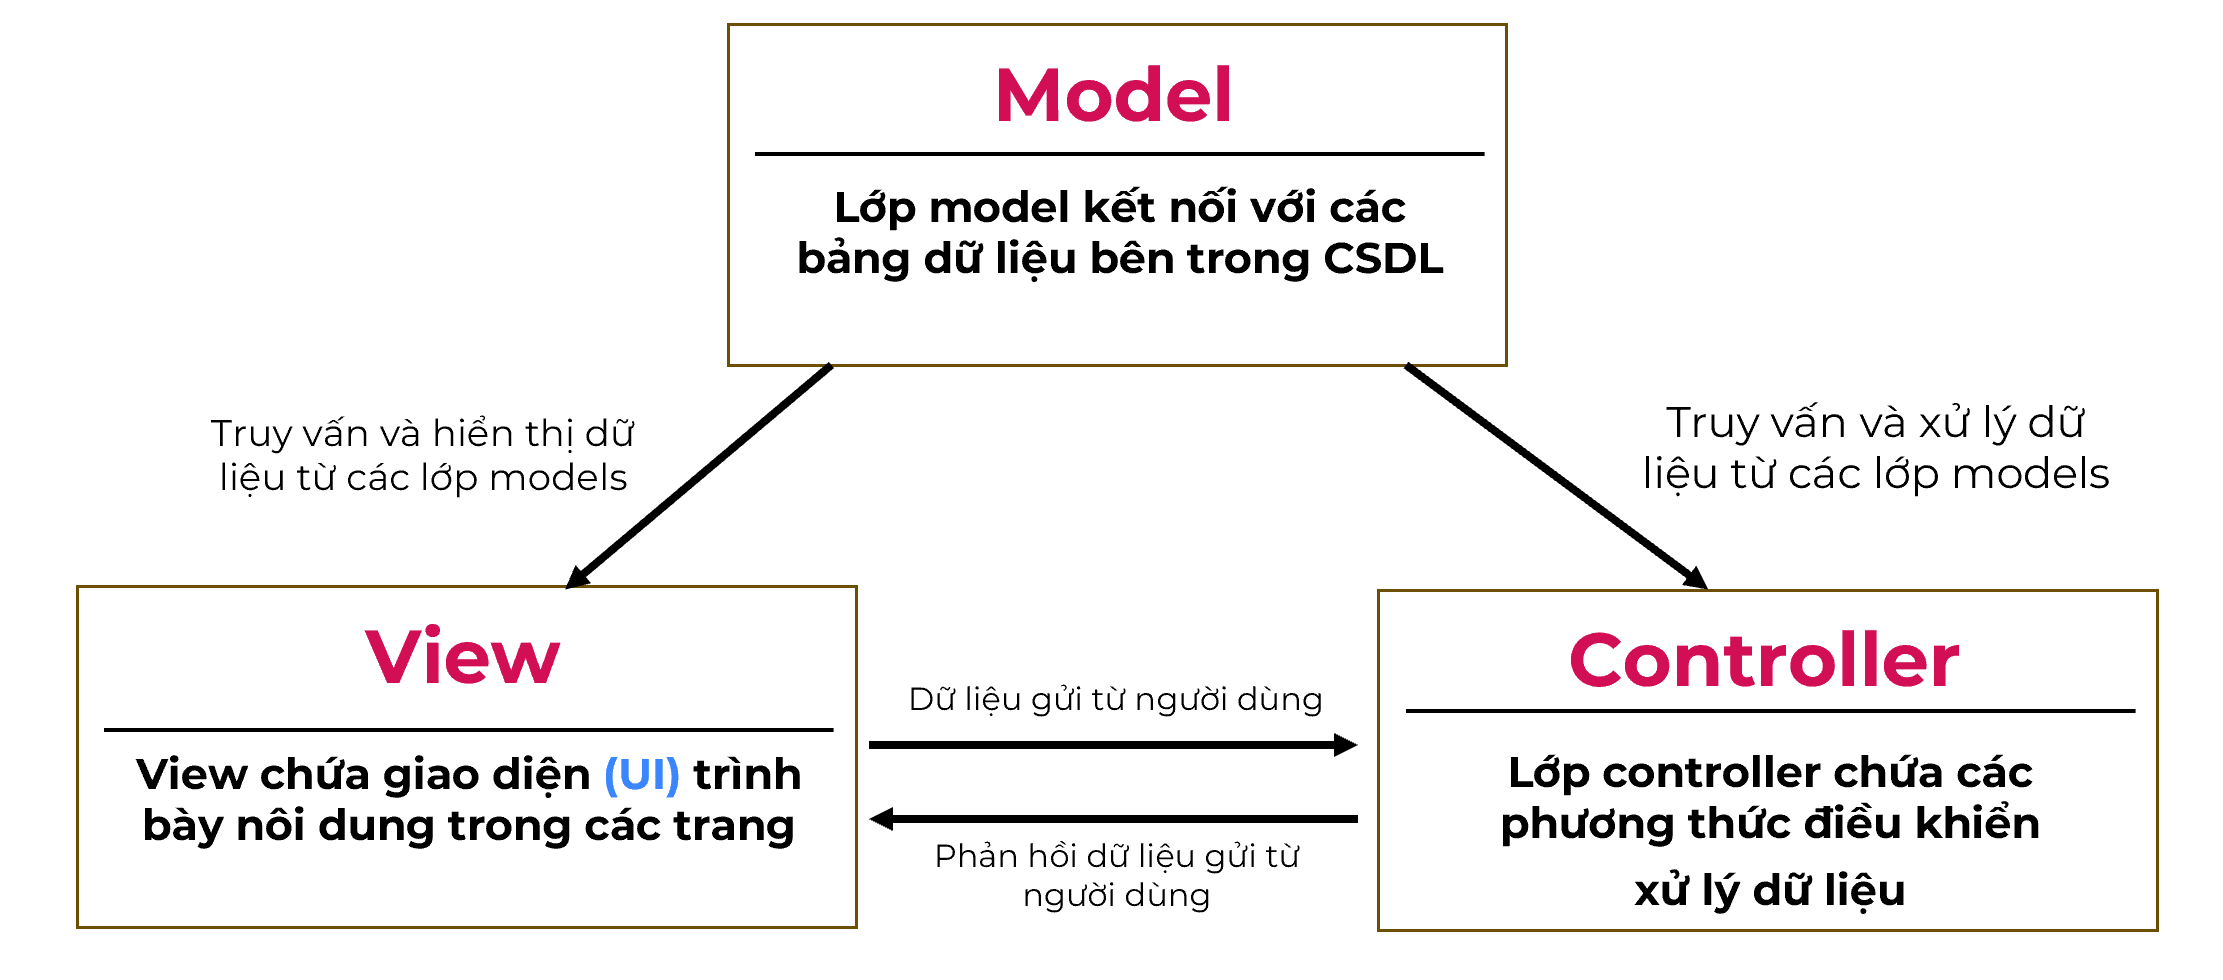 Model
Lớp model kết nối với các
bảng dữ liệu bên trong CSDL
Truy vấn và hiển thị dữ
liệu từ các lớp models
Truy vấn và xử lý dữ
liệu từ các lớp models
View
View chứa giao diện (UI) trình
bày nôi dung trong các trang
Dữ liệu gửi từ người dùng
Phản hồi dữ liệu gửi từ
người dùng
Controller
Lớp controller chứa các
phương thức điều khiển
xử lý dữ liệu